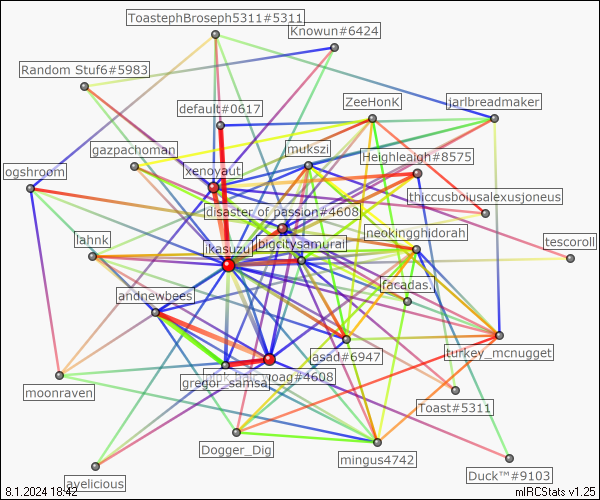 ToastephBroseph5311#5311
Knowun#6424
Random Stuf6#5983
default#0617
ZeeHonK
jarlbreadmaker
gazpachoman
mukszi
ogshroom
xenoyaut
Heighleaigh#8575
thiccusboiusalexusjoneus
disaster of passion#4608
neokingghidorah
lahnk
ikasuzu
bigcitysamurai
tescoroll
facadas.
andnewbees
asad#6947
turkey_mcnugget
woag#4608
gregor_samsa
moonraven
Toast#5311
Dogger_Dig
mingus4742
avelicious
Duck™#9103
8.1.2024 18:42
mIRCStats v1.25